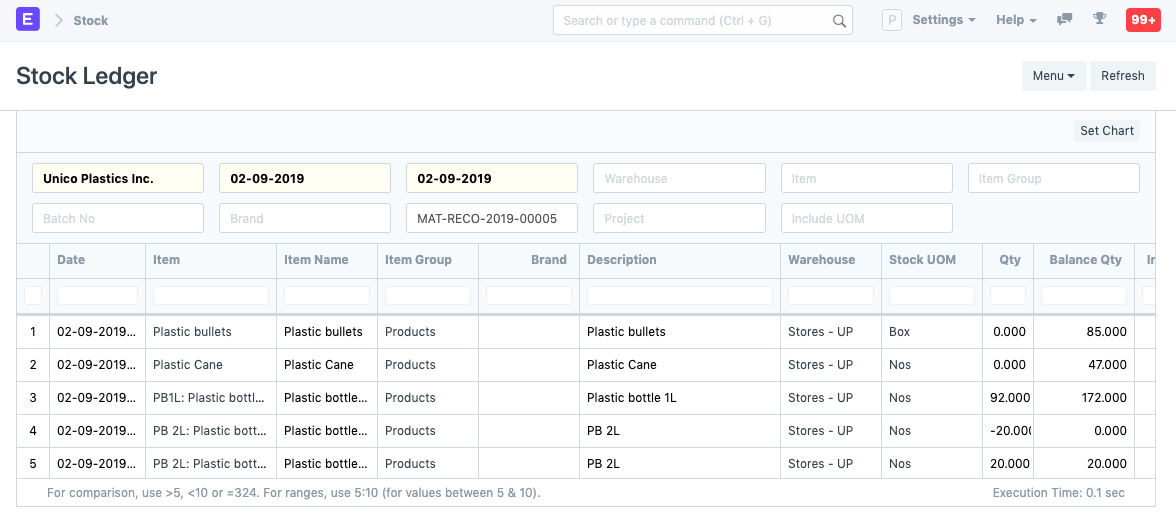 E Stock Search or type a command (Ctrl + G) P Settings Help 99+
Stock Ledger Menu Refresh
Set Chart
Unico Plastics Inc. 02-09-2019 02-09-2019 Warehouse Item Item Group
Batch No Brand MAT-RECO-2019-00005 Project Include UOM
Date Item Item Name Item Group Brand Description Warehouse Stock UOM Qty Balance Qty
1 02-09-2019... Plastic bullets Plastic bullets Products Plastic bullets Stores - UP Box 0.000 85.000
2 02-09-2019... Plastic Cane Plastic Cane Products Plastic Cane Stores - UP Nos 0.000 47.000
3 02-09-2019... PB1L: Plastic bottl... Plastic bottle... Products Plastic bottle 1L Stores - UP Nos 92.000 172.000
4 02-09-2019... PB 2L: Plastic bott... Plastic bottle... Products PB 2L Stores - UP Nos -20.000 0.000
5 02-09-2019... PB 2L: Plastic bott... Plastic bottle... Products PB 2L Stores - UP Nos 20.000 20.000
For comparison, use >5, <10 or =324. For ranges, use 5:10 (for values between 5 & 10). Execution Time: 0.1 sec